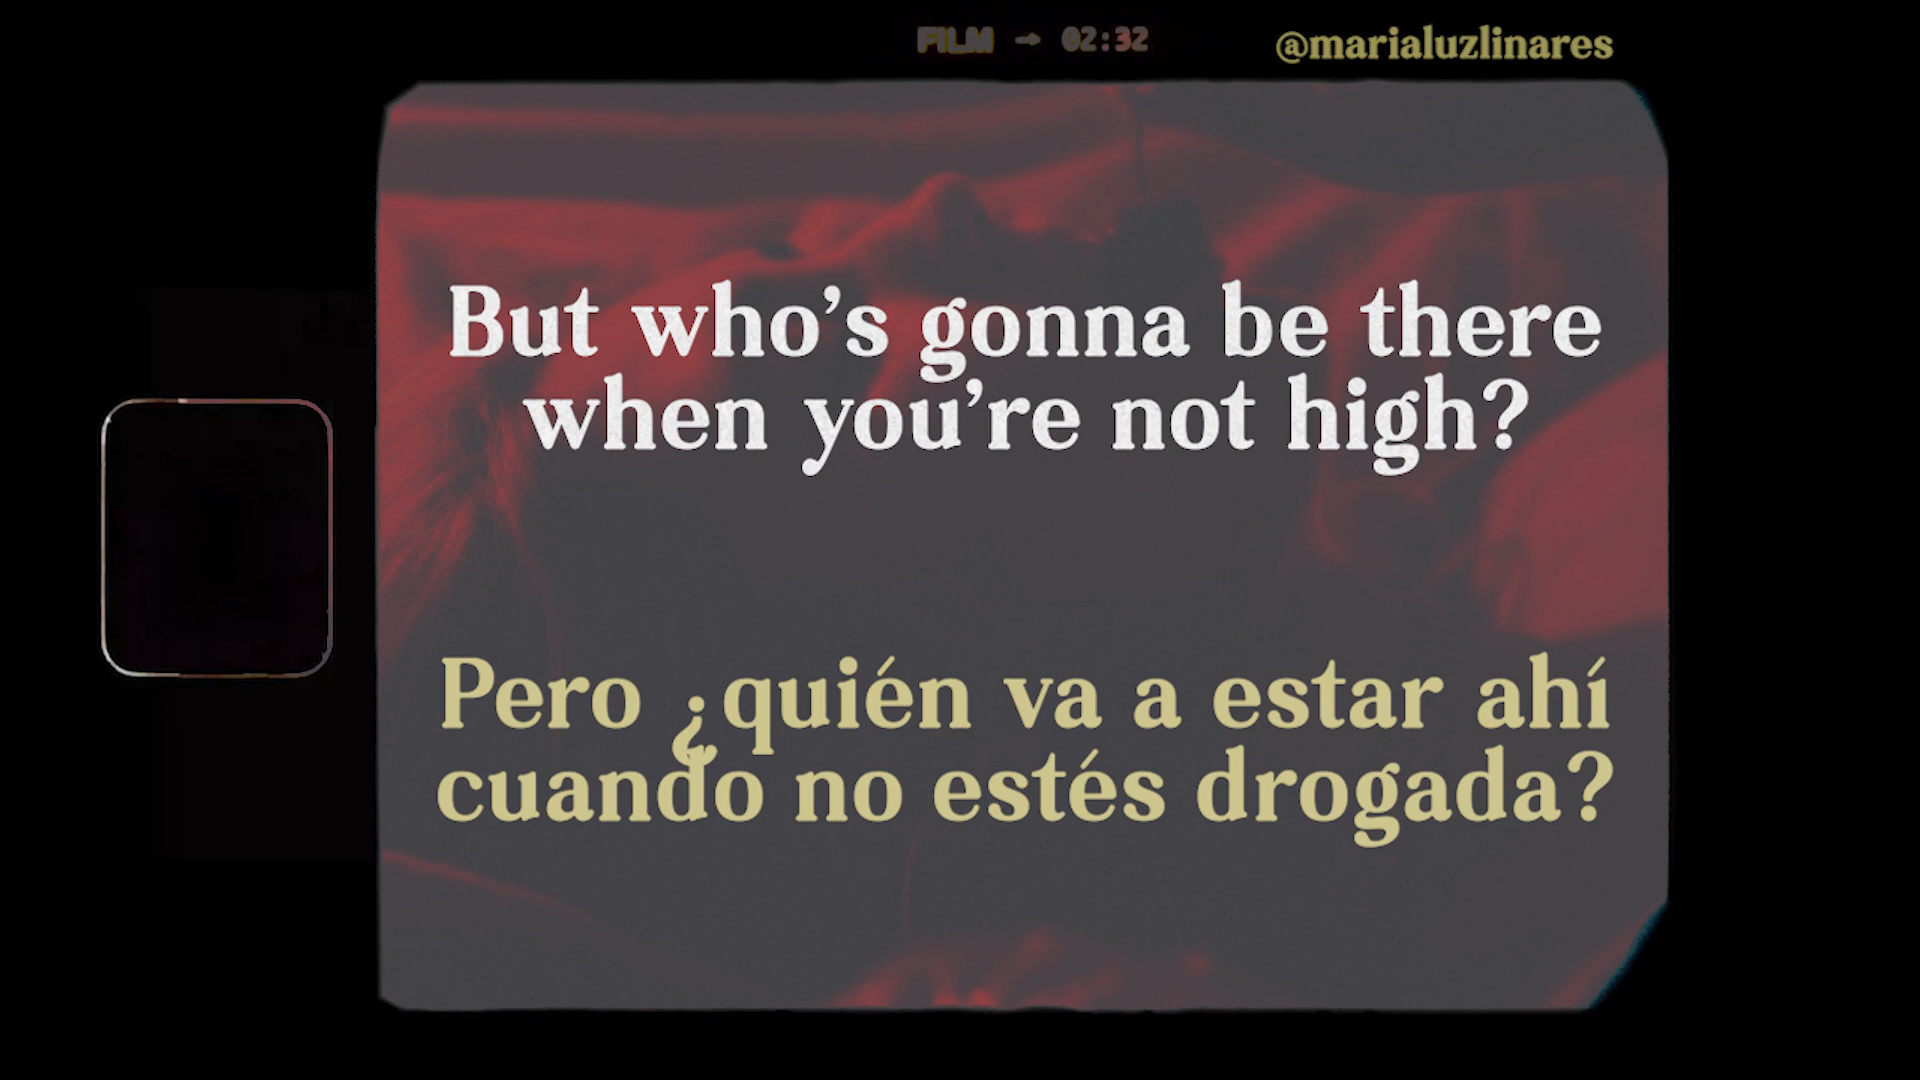 FILM → 02:32
@marialuzlinares
But who’s gonna be there
when you’re not high?
Pero ¿quién va a estar ahí
cuando no estés drogada?